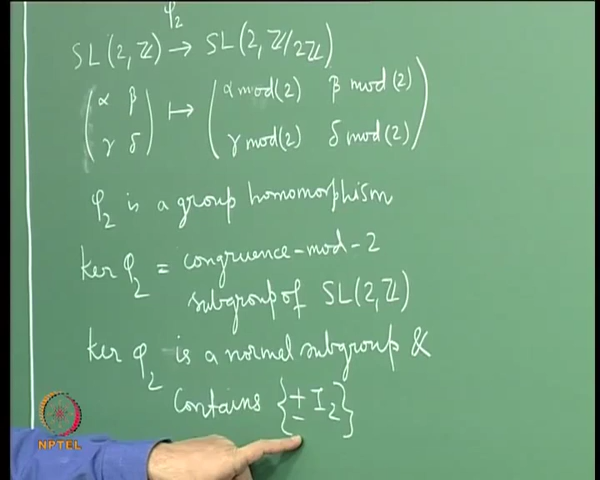 φ₂
SL(2, ℤ) → SL(2, ℤ/2ℤ)
(α β) ↦ (α mod(2) β mod(2))
(γ δ) (γ mod(2) δ mod(2))
φ₂ is a group homomorphism
ker φ₂ = congruence-mod-2
subgroup of SL(2, ℤ)
ker φ₂ is a normal subgroup &
contains {± I₂}
NPTEL